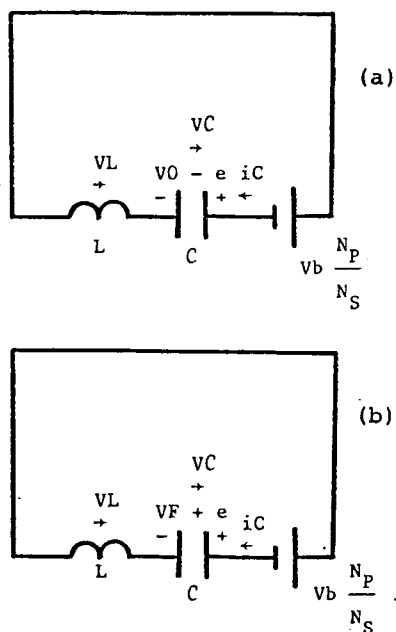 (a)
VC
→
VL
→
VO - e iC
- + ←
L
C
Vb N_P
N_S
(b)
VC
→
VL
→
VF + e iC
- + ←
L
C
Vb N_P
N_S